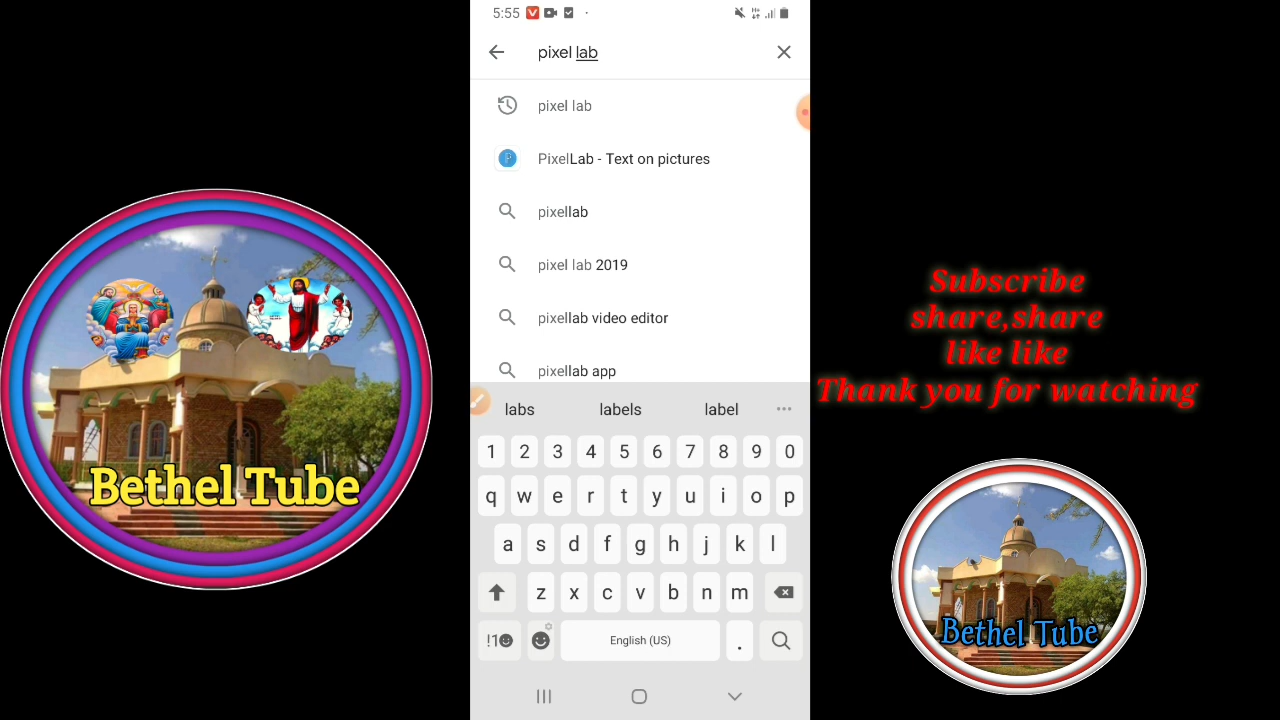 5:55
pixel lab
pixel lab
PixelLab - Text on pictures
pixellab
pixel lab 2019
pixellab video editor
pixellab app
labs labels label
1 2 3 4 5 6 7 8 9 0
q w e r t y u i o p
a s d f g h j k l
z x c v b n m
!1
English (US)
.
Bethel Tube
Subscribe
share,share
like like
Thank you for watching
Bethel Tube